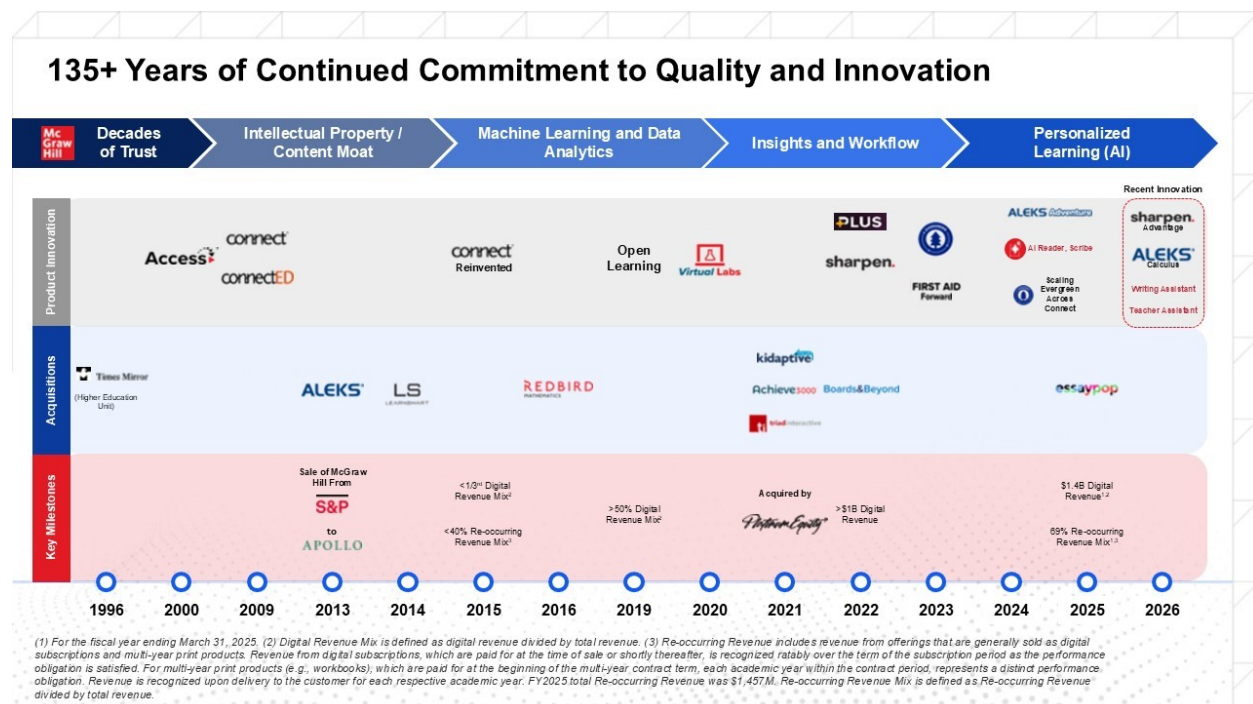 135+ Years of Continued Commitment to Quality and Innovation
Mc
Graw
Hill
Decades
of Trust
Intellectual Property /
Content Moat
Machine Learning and Data
Analytics
Insights and Workflow
Personalized
Learning (AI)
Recent Innovation
Product Innovation
Access
connect
connectED
connect
Reinvented
Open
Learning
Virtual Labs
PLUS
sharpen.
FIRST AID
Forward
ALEKS Adventure
AI Reader, Scribe
Scaling
Evergreen
Across
Connect
sharpen.
Advantage
ALEKS
Calculus
Writing Assistant
Teacher Assistant
Acquisitions
Times Mirror
(Higher Education
Unit)
ALEKS
LS
LEARNSMART
REDBIRD
MATHEMATICS
kidaptive
Achieve3000
Boards&Beyond
ti triad interactive
essaypop
Key Milestones
Sale of McGraw
Hill From
S&P
to
APOLLO
<1/3rd Digital
Revenue Mix2
<40% Re-occurring
Revenue Mix3
>50% Digital
Revenue Mix2
Acquired by
Platinum Equity
>$1B Digital
Revenue
$1.4B Digital
Revenue1,2
69% Re-occurring
Revenue Mix1,3
1996
2000
2009
2013
2014
2015
2016
2019
2020
2021
2022
2023
2024
2025
2026
(1) For the fiscal year ending March 31, 2025. (2) Digital Revenue Mix is defined as digital revenue divided by total revenue. (3) Re-occurring Revenue includes revenue from offerings that are generally sold as digital
subscriptions and multi-year print products. Revenue from digital subscriptions, which are paid for at the time of sale or shortly thereafter, is recognized ratably over the term of the subscription period as the performance
obligation is satisfied. For multi-year print products (e.g., workbooks), which are paid for at the beginning of the multi-year contract term, each academic year within the contract period, represents a distinct performance
obligation. Revenue is recognized upon delivery to the customer for each respective academic year. FY2025 total Re-occurring Revenue was $1,457M. Re-occurring Revenue Mix is defined as Re-occurring Revenue
divided by total revenue.